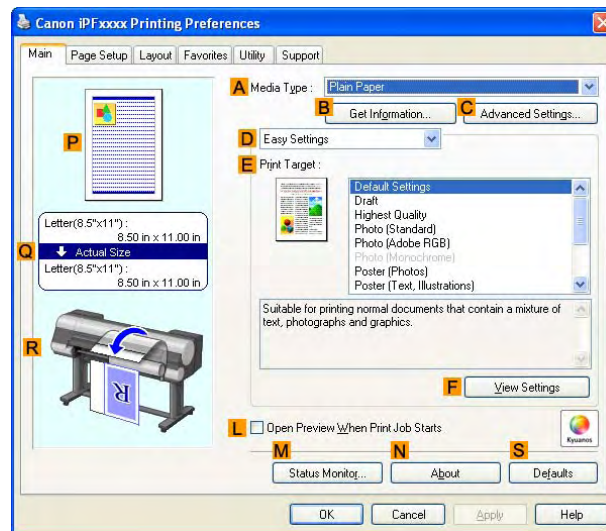 Canon iPFxxxx Printing Preferences
Main Page Setup Layout Favorites Utility Support
A Media Type : Plain Paper
B Get Information... C Advanced Settings...
D Easy Settings
E Print Target :
P
Default Settings
Draft
Highest Quality
Photo (Standard)
Photo (Adobe RGB)
Photo (Monochrome)
Poster (Photos)
Poster (Text, Illustrations)
Letter(8.5"x11") :
8.50 in x 11.00 in
Q Actual Size
Letter(8.5"x11") :
8.50 in x 11.00 in
Suitable for printing normal documents that contain a mixture of
text, photographs and graphics.
R
R
F View Settings
L Open Preview When Print Job Starts
Kyuanos
M N S
Status Monitor... About Defaults
OK Cancel Apply Help